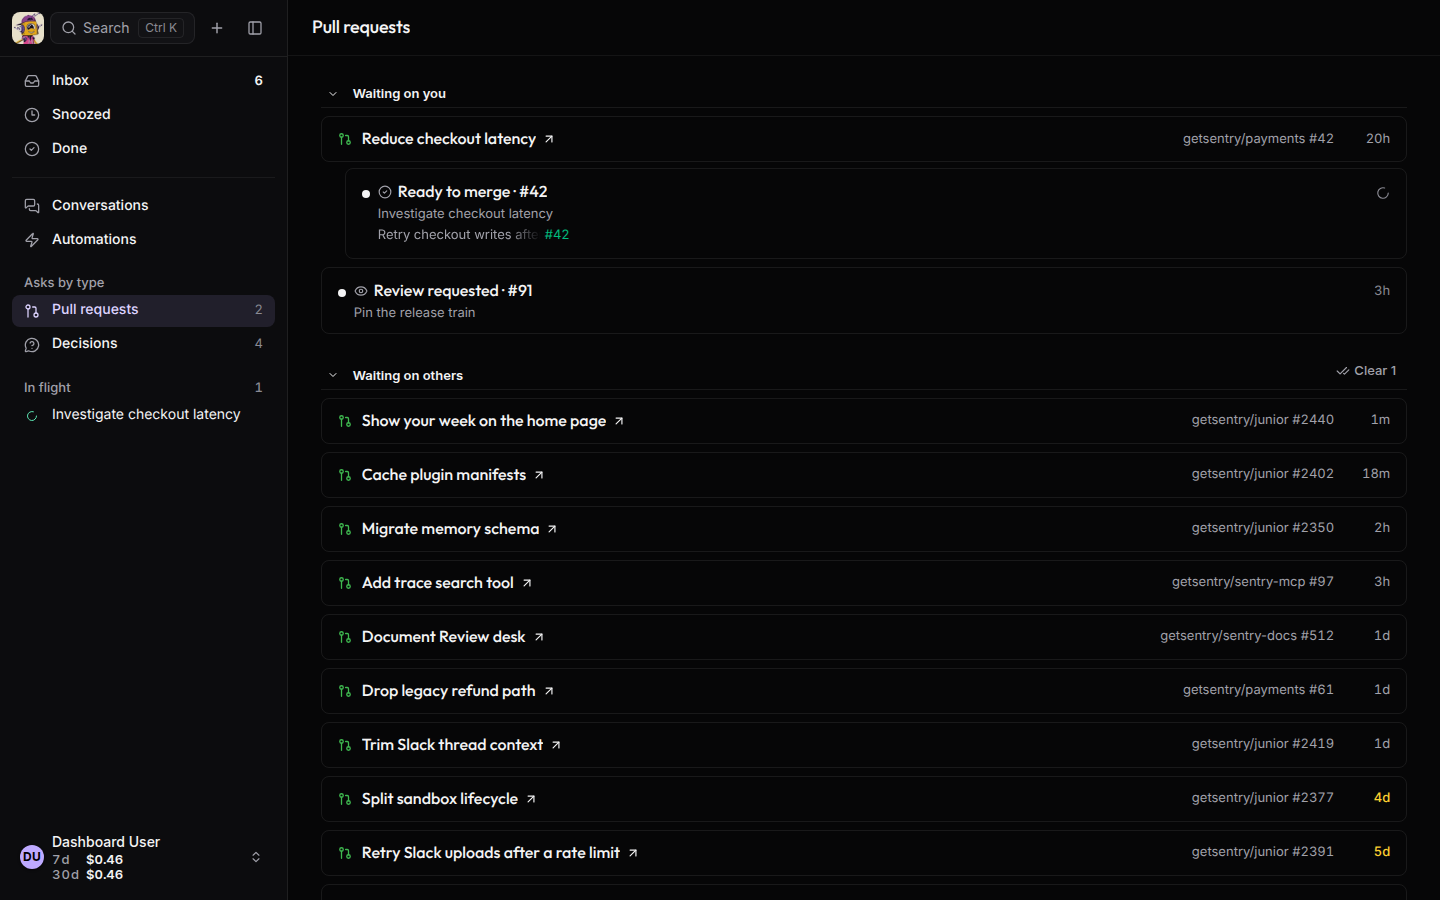 Search Ctrl K
Pull requests
Inbox 6
Snoozed
Done
Conversations
Automations
Asks by type
Pull requests 2
Decisions 4
In flight 1
Investigate checkout latency
Dashboard User
DU
7d $0.46
30d $0.46
Waiting on you
Reduce checkout latency getsentry/payments #42 20h
Ready to merge · #42
Investigate checkout latency
Retry checkout writes afte #42
Review requested · #91 3h
Pin the release train
Waiting on others Clear 1
Show your week on the home page getsentry/junior #2440 1m
Cache plugin manifests getsentry/junior #2402 18m
Migrate memory schema getsentry/junior #2350 2h
Add trace search tool getsentry/sentry-mcp #97 3h
Document Review desk getsentry/sentry-docs #512 1d
Drop legacy refund path getsentry/payments #61 1d
Trim Slack thread context getsentry/junior #2419 1d
Split sandbox lifecycle getsentry/junior #2377 4d
Retry Slack uploads after a rate limit getsentry/junior #2391 5d